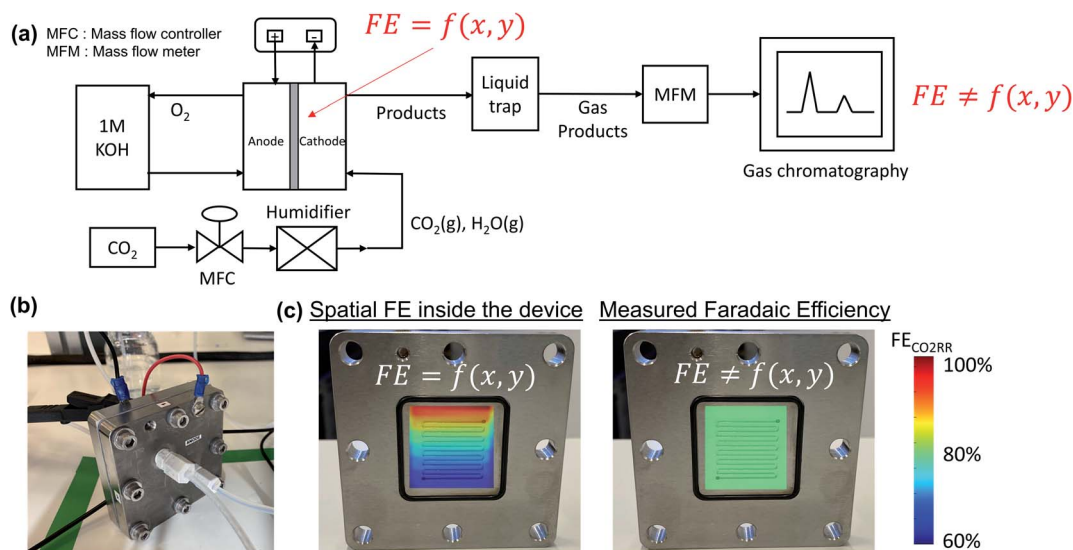 (a) MFC : Mass flow controller
MFM : Mass flow meter
FE = f(x, y)
+ -
1M
KOH
O2
Anode
Cathode
Products
Liquid
trap
Gas
Products
MFM
FE ≠ f(x, y)
Gas chromatography
Humidifier
CO2(g), H2O(g)
CO2
MFC
(b)
(c) Spatial FE inside the device
Measured Faradaic Efficiency
FE = f(x, y)
FE ≠ f(x, y)
FECO2RR
100%
80%
60%